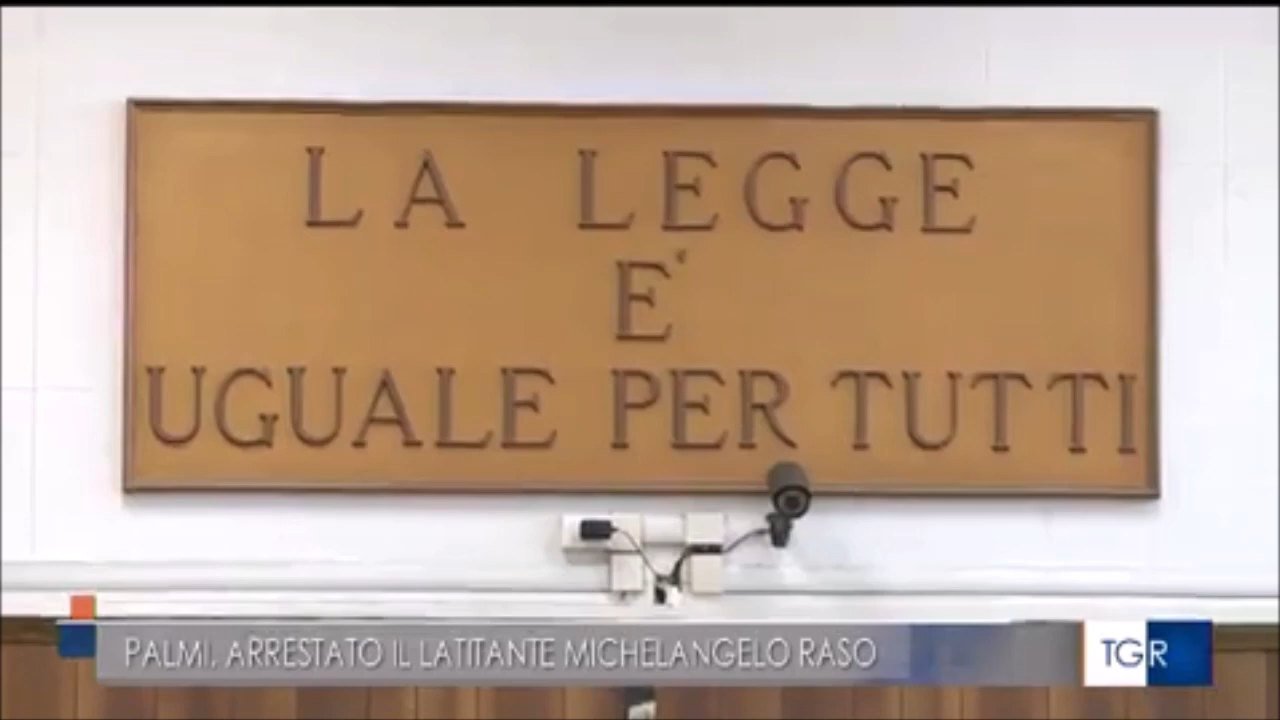 LA LEGGE
E'
UGUALE PER TUTTI
PALMI, ARRESTATO IL LATITANTE MICHELANGELO RASO
TGR